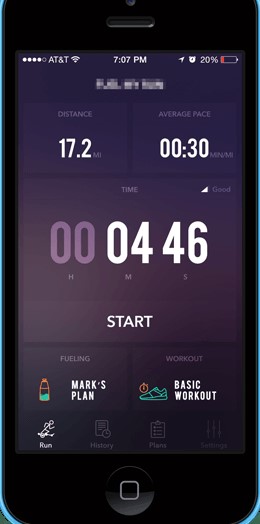 AT&T 7:07 PM 20%
DISTANCE AVERAGE PACE
17.2 MI 00:30 MIN/MI
TIME Good
00 04 46
H M S
START
FUELING WORKOUT
MARK'S BASIC
PLAN WORKOUT
Run History Plans Settings